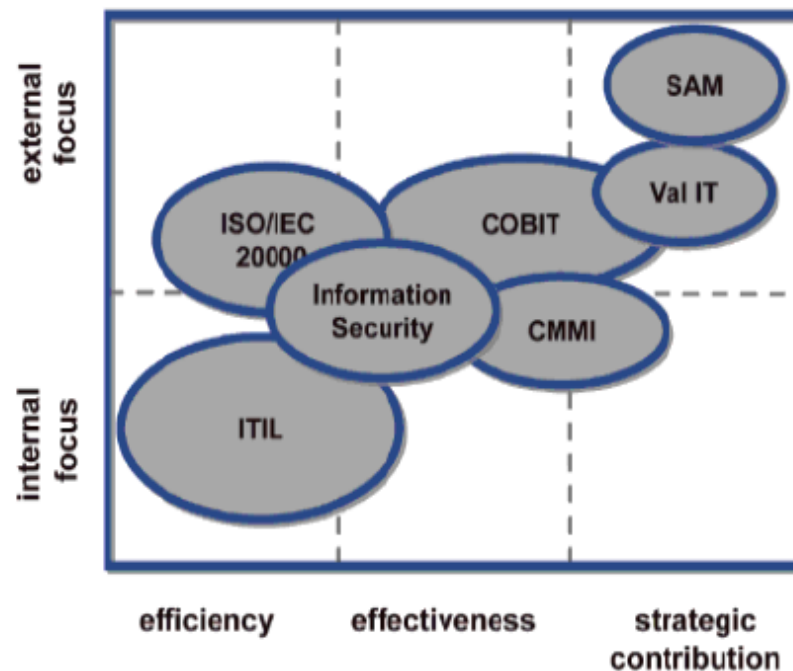 external
focus
internal
focus
SAM
Val IT
ISO/IEC
20000
COBIT
Information
Security
CMMI
ITIL
efficiency
effectiveness
strategic
contribution